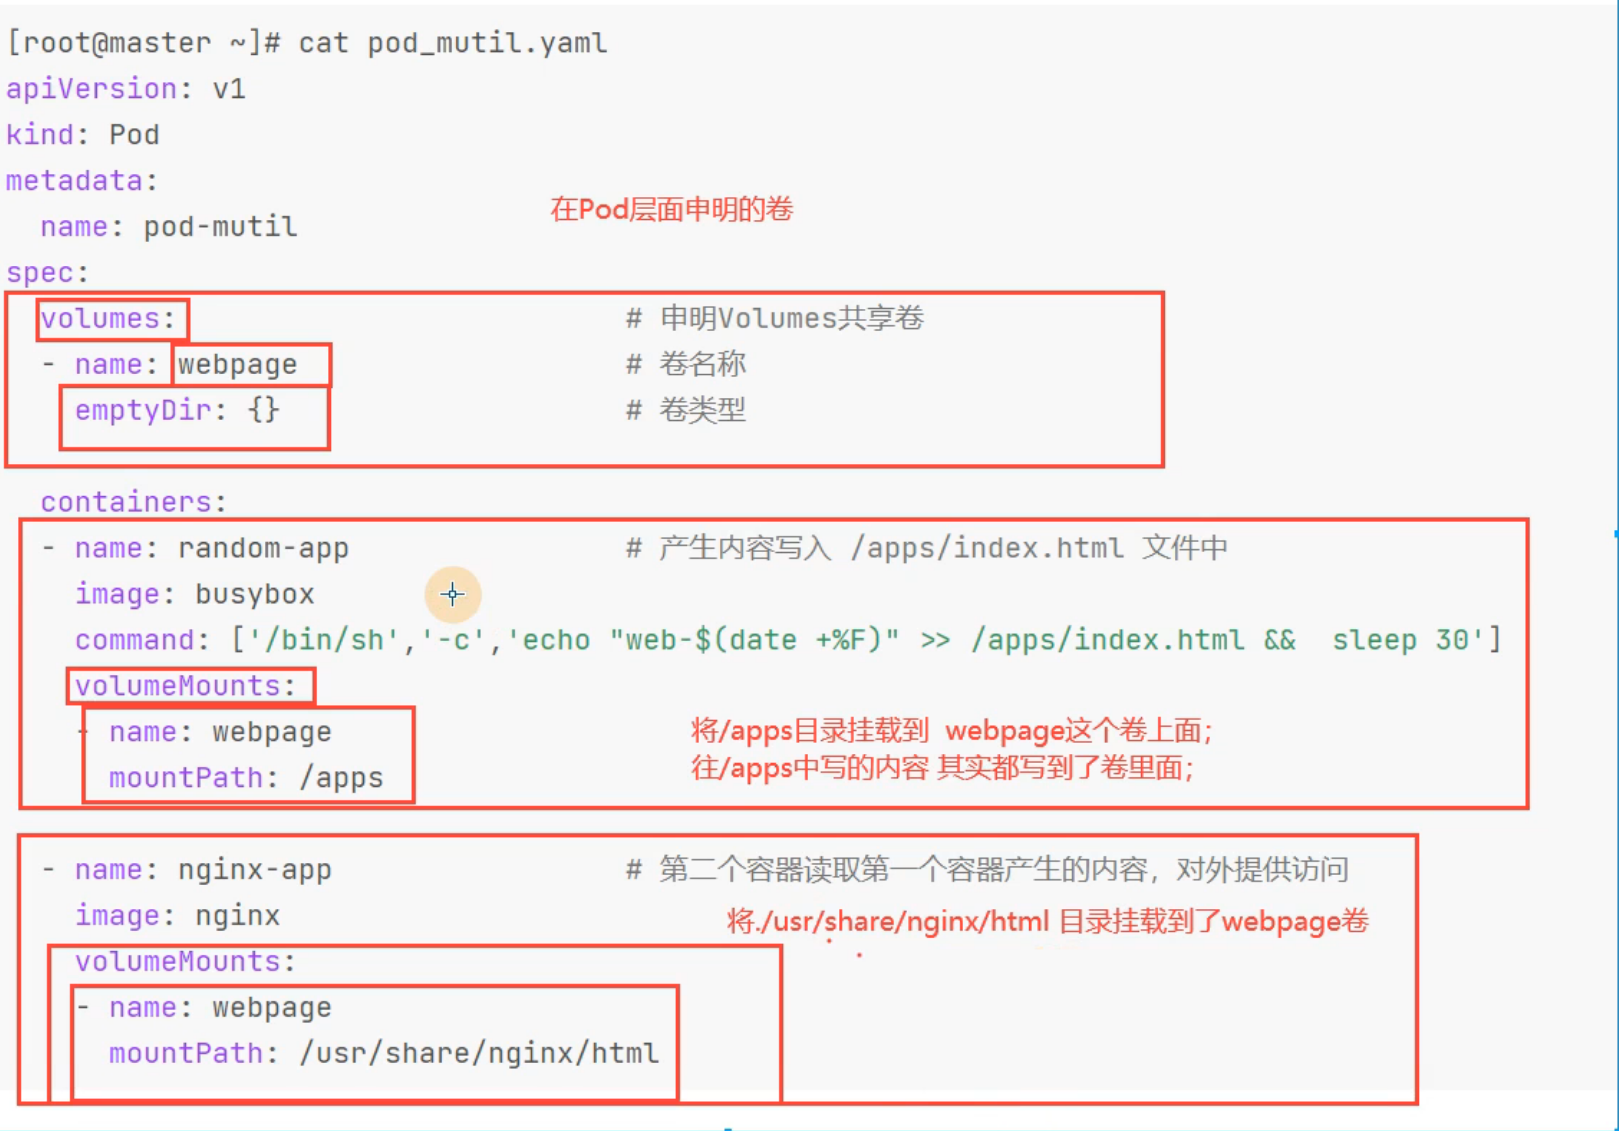 [root@master ~]# cat pod_mutil.yaml
apiVersion: v1
kind: Pod
metadata:
在Pod层面申明的卷
  name: pod-mutil
spec:
  volumes:                          # 申明Volumes共享卷
  - name: webpage                   # 卷名称
    emptyDir: {}                    # 卷类型
  containers:
  - name: random-app                # 产生内容写入 /apps/index.html 文件中
    image: busybox
    command: ['/bin/sh','-c','echo "web-$(date +%F)" >> /apps/index.html &&  sleep 30']
    volumeMounts:
    - name: webpage                 将/apps目录挂载到 webpage这个卷上面;
      mountPath: /apps              往/apps中写的内容 其实都写到了卷里面;
  - name: nginx-app                 # 第二个容器读取第一个容器产生的内容，对外提供访问
    image: nginx                    将./usr/share/nginx/html 目录挂载到了webpage卷
    volumeMounts:
    - name: webpage
      mountPath: /usr/share/nginx/html